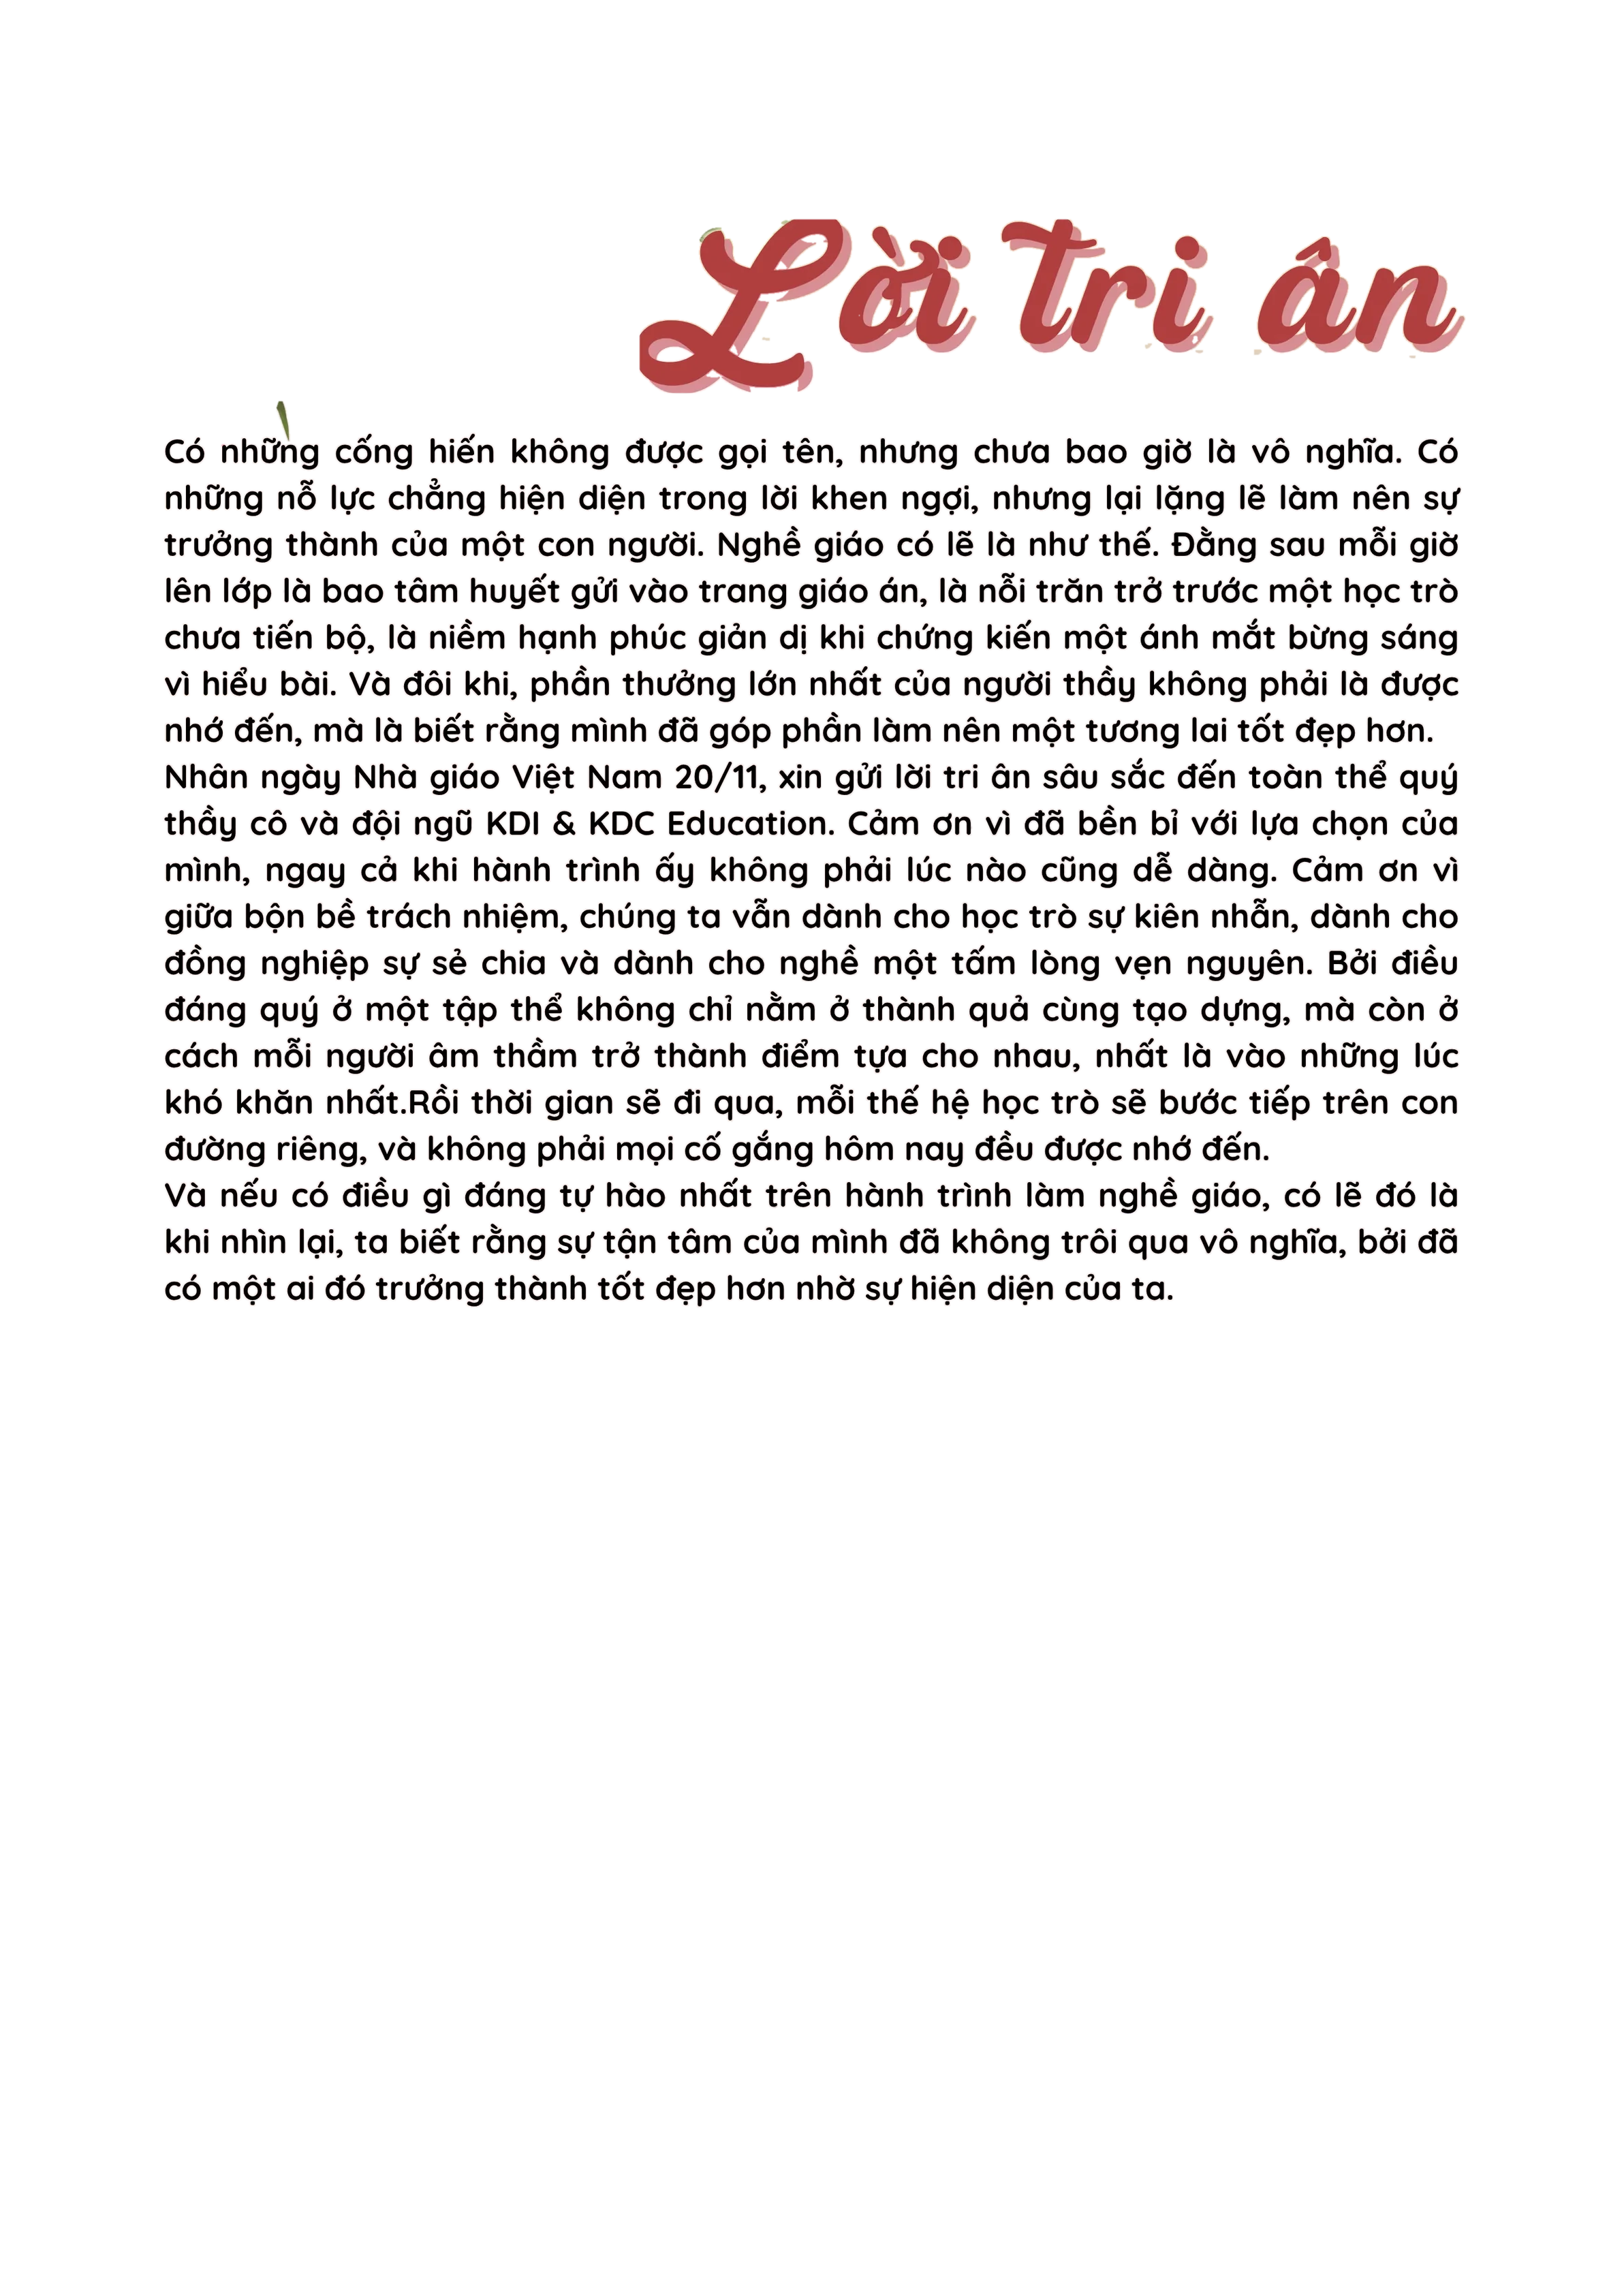 Lời tri ân
Có những cống hiến không được gọi tên, nhưng chưa bao giờ là vô nghĩa. Có
những nỗ lực chẳng hiện diện trong lời khen ngợi, nhưng lại lặng lẽ làm nên sự
trưởng thành của một con người. Nghề giáo có lẽ là như thế. Đằng sau mỗi giờ
lên lớp là bao tâm huyết gửi vào trang giáo án, là nỗi trăn trở trước một học trò
chưa tiến bộ, là niềm hạnh phúc giản dị khi chứng kiến một ánh mắt bừng sáng
vì hiểu bài. Và đôi khi, phần thưởng lớn nhất của người thầy không phải là được
nhớ đến, mà là biết rằng mình đã góp phần làm nên một tương lai tốt đẹp hơn.
Nhân ngày Nhà giáo Việt Nam 20/11, xin gửi lời tri ân sâu sắc đến toàn thể quý
thầy cô và đội ngũ KDI & KDC Education. Cảm ơn vì đã bền bỉ với lựa chọn của
mình, ngay cả khi hành trình ấy không phải lúc nào cũng dễ dàng. Cảm ơn vì
giữa bộn bề trách nhiệm, chúng ta vẫn dành cho học trò sự kiên nhẫn, dành cho
đồng nghiệp sự sẻ chia và dành cho nghề một tấm lòng vẹn nguyên. Bởi điều
đáng quý ở một tập thể không chỉ nằm ở thành quả cùng tạo dựng, mà còn ở
cách mỗi người âm thầm trở thành điểm tựa cho nhau, nhất là vào những lúc
khó khăn nhất.Rồi thời gian sẽ đi qua, mỗi thế hệ học trò sẽ bước tiếp trên con
đường riêng, và không phải mọi cố gắng hôm nay đều được nhớ đến.
Và nếu có điều gì đáng tự hào nhất trên hành trình làm nghề giáo, có lẽ đó là
khi nhìn lại, ta biết rằng sự tận tâm của mình đã không trôi qua vô nghĩa, bởi đã
có một ai đó trưởng thành tốt đẹp hơn nhờ sự hiện diện của ta.